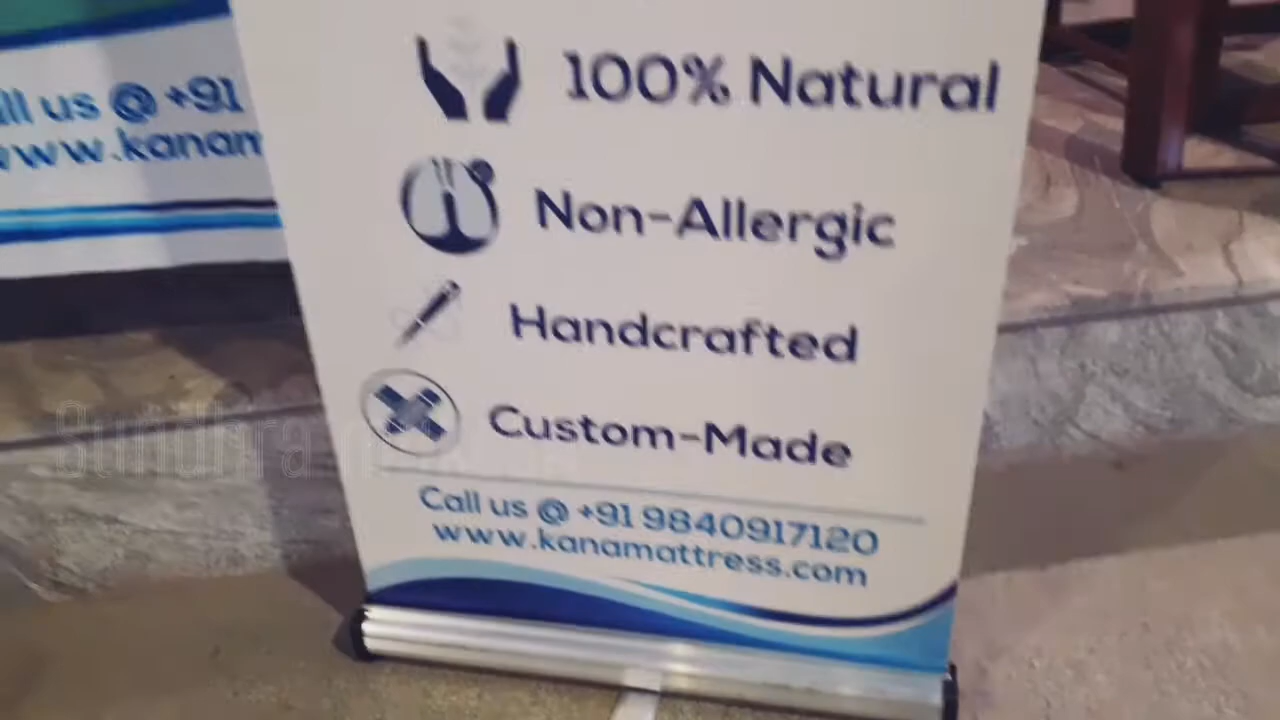 ll us @ +91
www.kanam
100% Natural
Non-Allergic
Handcrafted
Custom-Made
Call us @ +91 9840917120
www.kanamattress.com